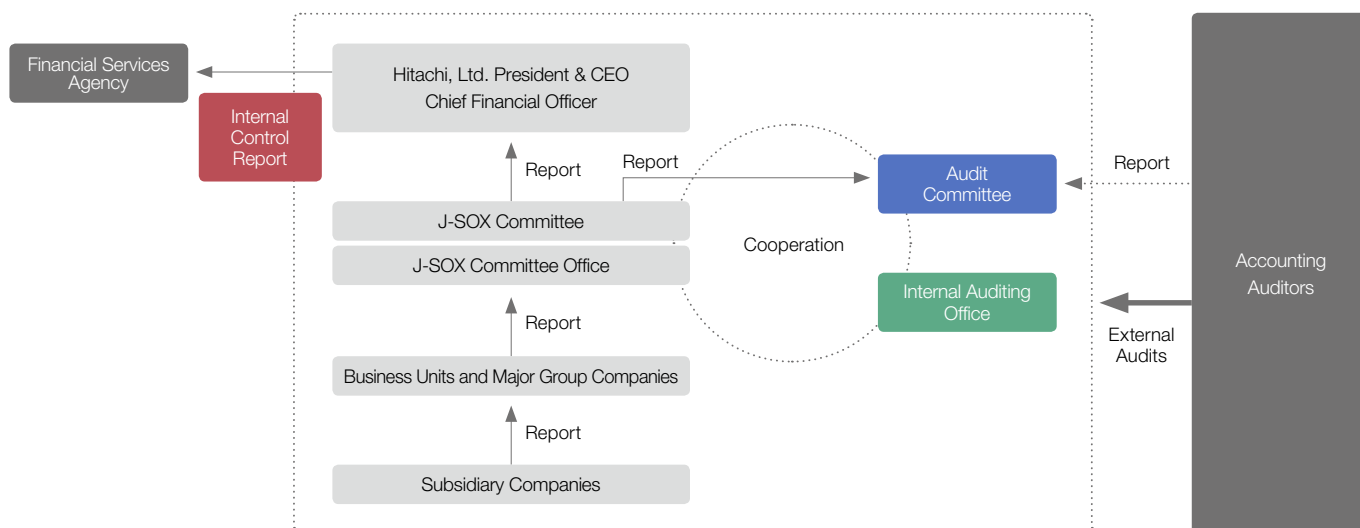 Financial Services
Agency
Internal
Control
Report
Hitachi, Ltd. President & CEO
Chief Financial Officer
Report
Report
J-SOX Committee
J-SOX Committee Office
Report
Business Units and Major Group Companies
Report
Subsidiary Companies
Cooperation
Audit
Committee
Internal Auditing
Office
Report
External
Audits
Accounting
Auditors